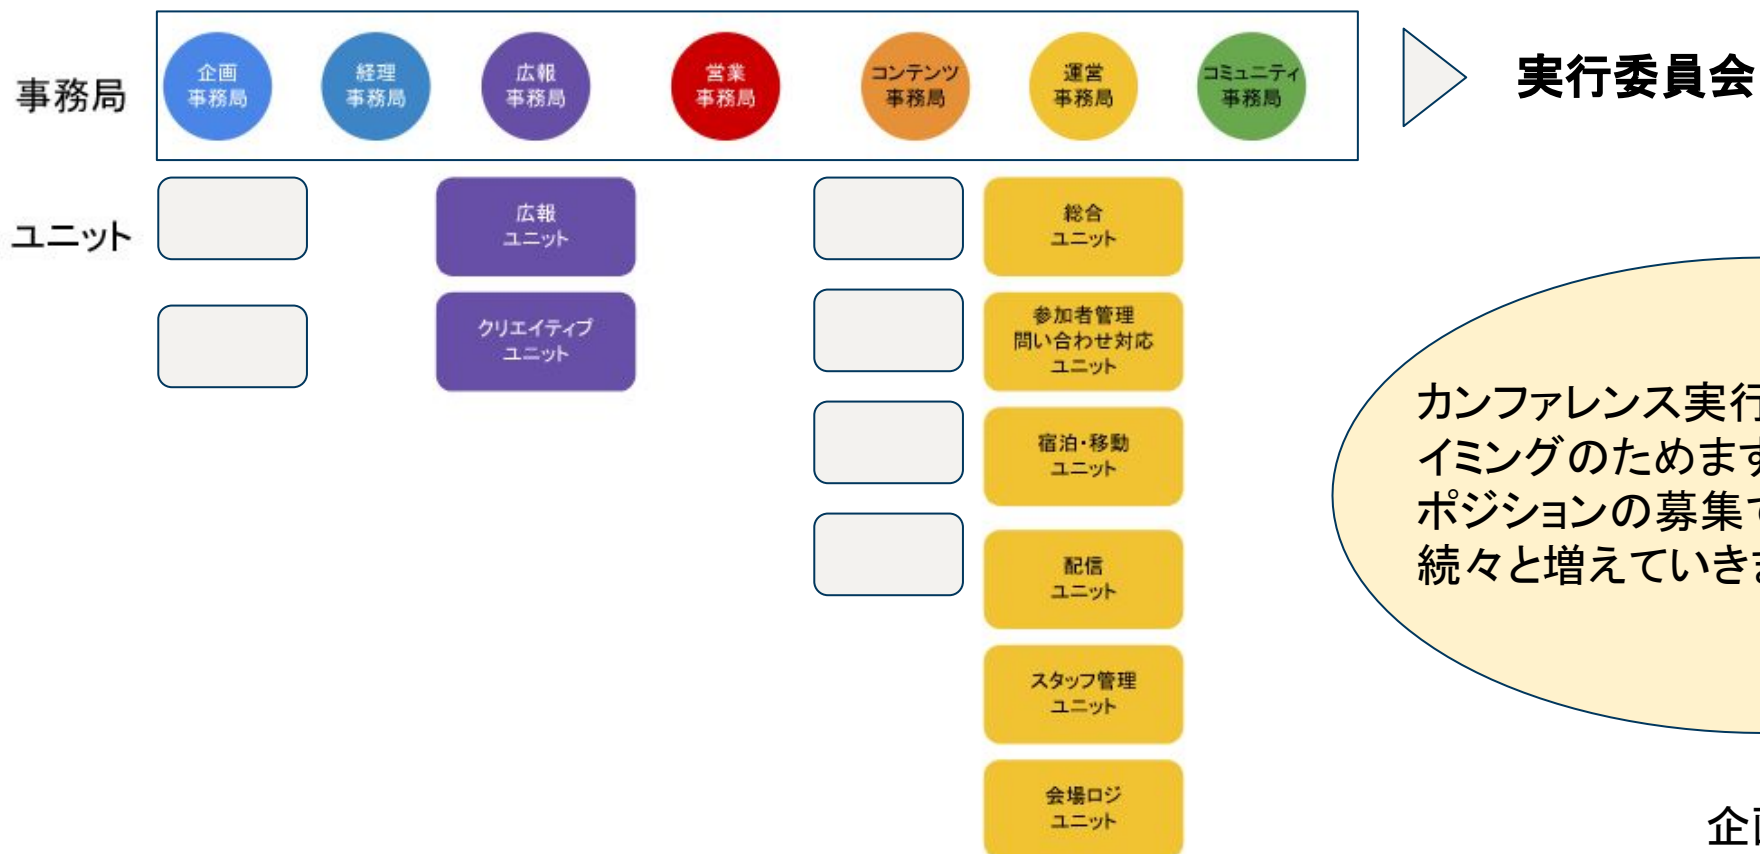 事務局
企画
事務局
経理
事務局
広報
事務局
営業
事務局
コンテンツ
事務局
運営
事務局
コミュニティ
事務局
実行委員会
ユニット
広報
ユニット
クリエイティブ
ユニット
総合
ユニット
参加者管理
問い合わせ対応
ユニット
宿泊・移動
ユニット
配信
ユニット
スタッフ管理
ユニット
会場ロジ
ユニット
カンファレンス実行
イミングのためます
ポジションの募集で
続々と増えていきま
企画